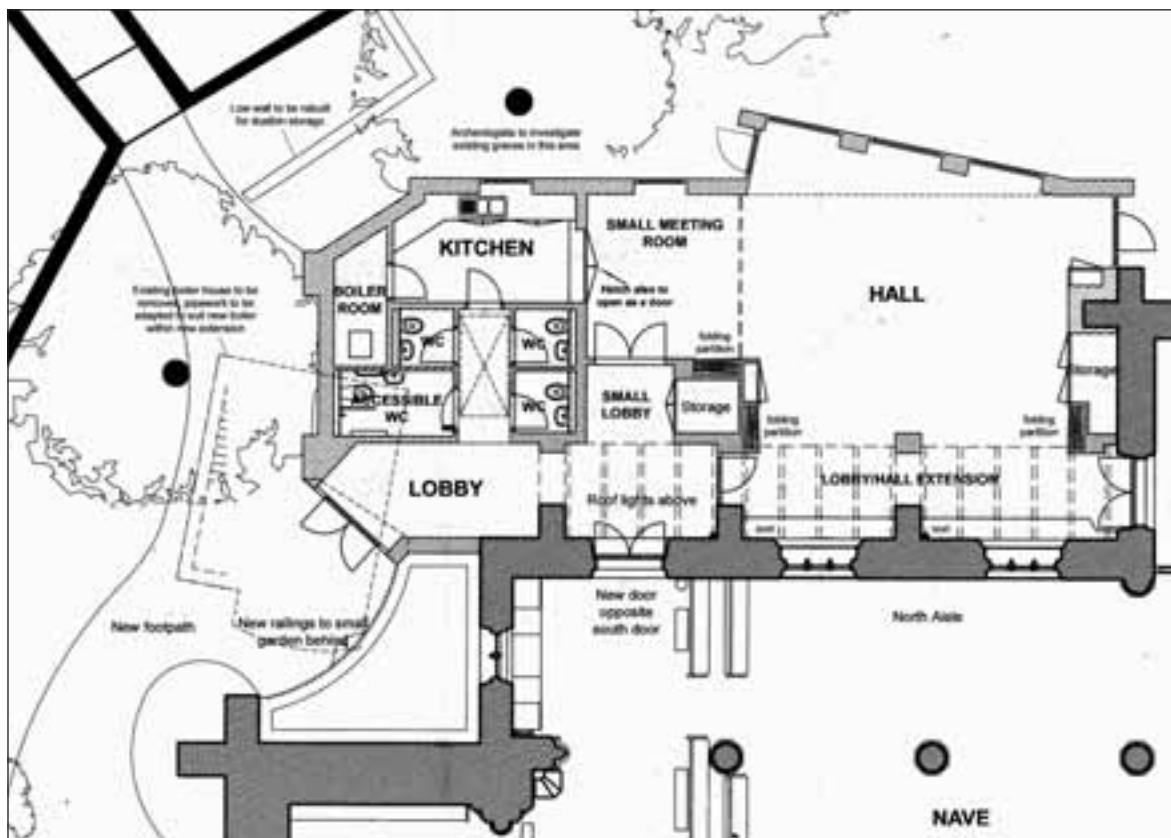 Low wall to be rebuilt
for dustbin storage
Archeologists to investigate
existing graves in this area
SMALL MEETING
ROOM
KITCHEN
HALL
Existing boiler house to be
removed, pipework to be
adapted to suit new boiler
within new extension
BOILER
ROOM
Hatch also to
open as a door
WC
WC
folding
partition
ACCESSIBLE
WC
WC
SMALL
LOBBY
Storage
Storage
folding
partition
folding
partition
LOBBY
Roof lights above
LOBBY/HALL EXTENSION
seat
seat
New footpath
New railings to small
garden behind
New door
opposite
south door
North Aisle
NAVE